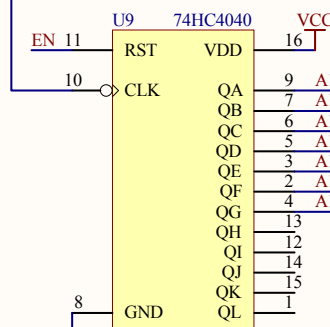 U9 74HC4040 VCC
EN 11 RST VDD 16
10 CLK QA 9 A
QB 7 A
QC 6 A
QD 5 A
QE 3 A
QF 2 A
QG 4 A
QH 13
QI 12
QJ 14
QK 15
8 GND QL 1